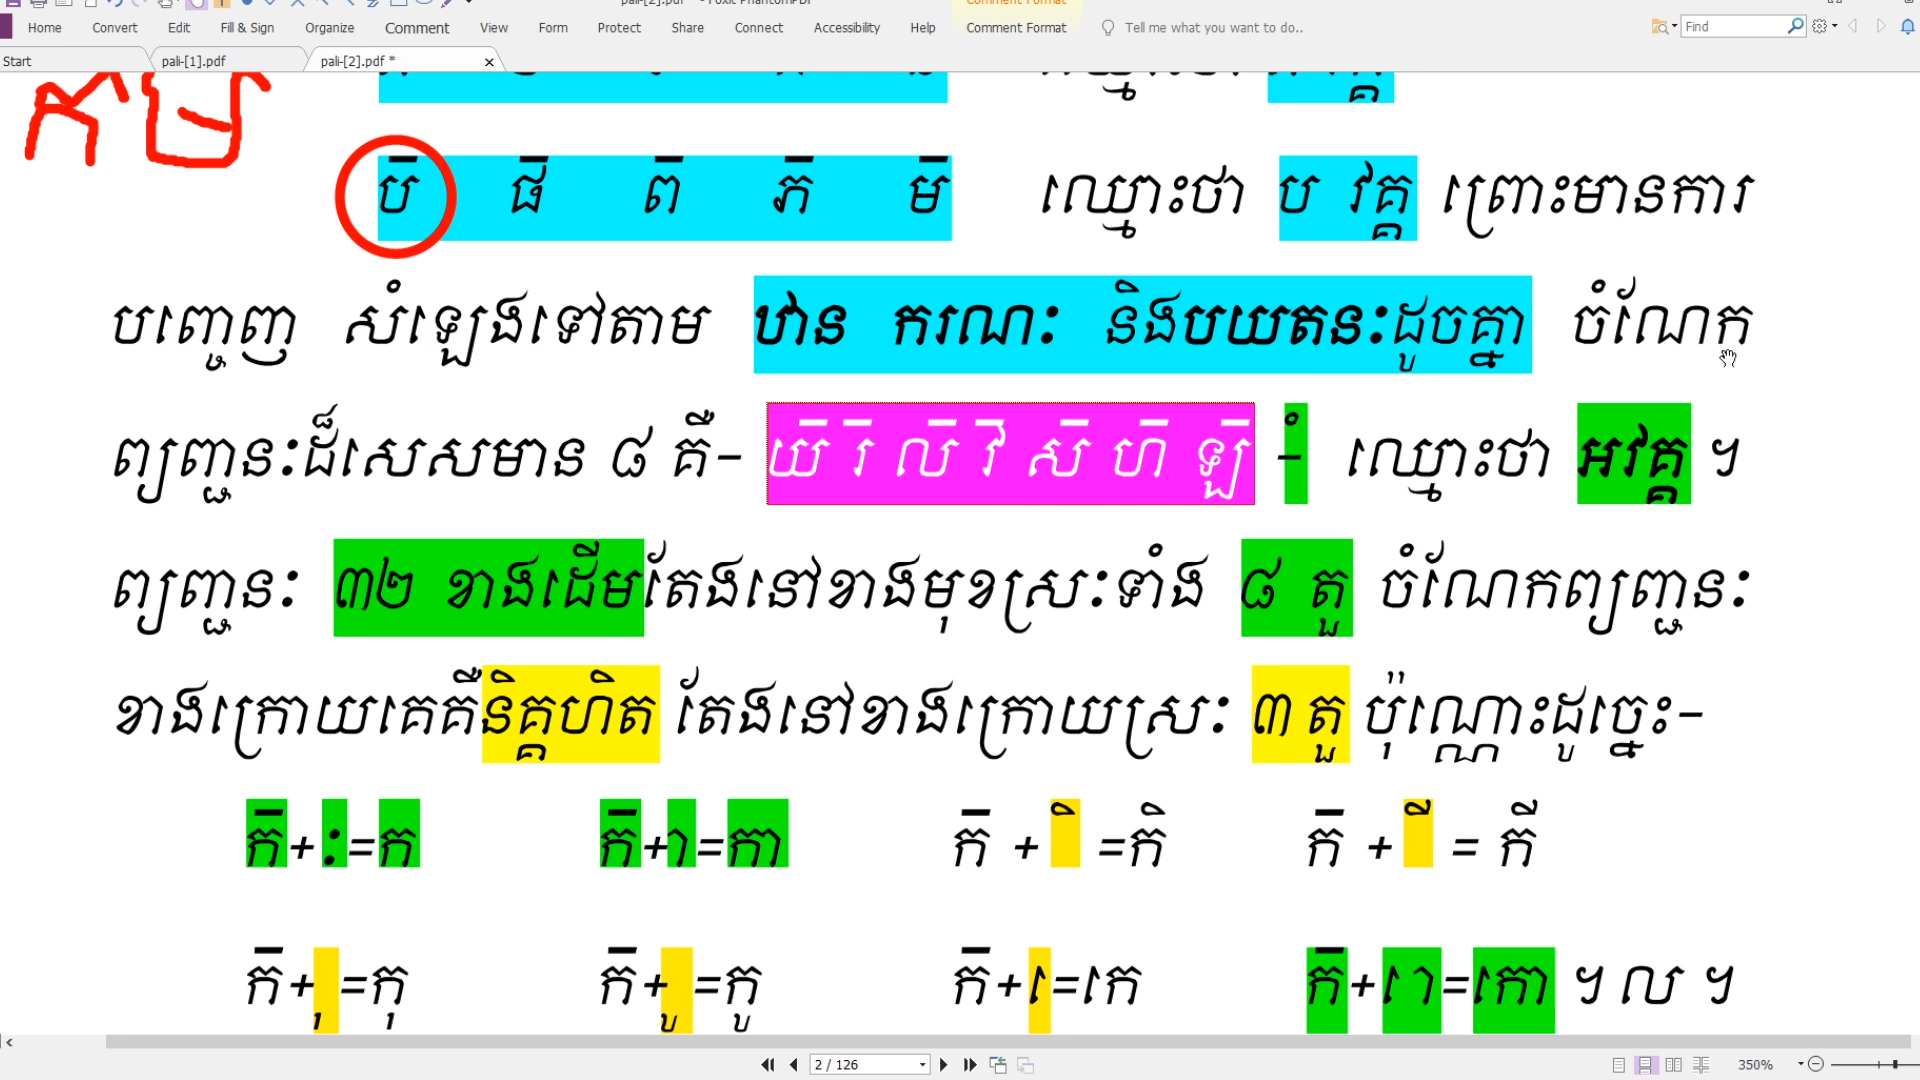 pali-[2].pdf * - Foxit PhantomPDF
Comment Format
Home Convert Edit Fill & Sign Organize Comment View Form Protect Share Connect Accessibility Help Comment Format Tell me what you want to do.. Find
Start pali-[1].pdf pali-[2].pdf *
ប៑ ផ៑ ព៑ ភ៑ ម៑ ឈ្មោះថា ប វគ្គ ព្រោះមានការ
បញ្ចេញ សំឡេងទៅតាម ឋាន ករណៈ និងបយតនៈដូចគ្នា ចំណែក
ព្យញ្ជនៈដ៏សេសមាន ៨ គឺ- យ៑ រ៑ ល៑ វ៑ ស៑ ហ៑ ឡ៑ -ំ ឈ្មោះថា អវគ្គ ។
ព្យញ្ជនៈ ៣២ ខាងដើមតែងនៅខាងមុខស្រៈទាំង ៨ តួ ចំណែកព្យញ្ជនៈ
ខាងក្រោយគេគឺនិគ្គហិត តែងនៅខាងក្រោយស្រៈ ៣ តួ ប៉ុណ្ណោះដូច្នេះ-
ក៑+ៈ=ក ក៑+ា=កា ក៑ + ិ =កិ ក៑ + ី = កី
ក៑+ុ =កុ ក៑+ូ =កូ ក៑+េ=កេ ក៑+ោ=កោ ។ ល ។
2 / 126 350%